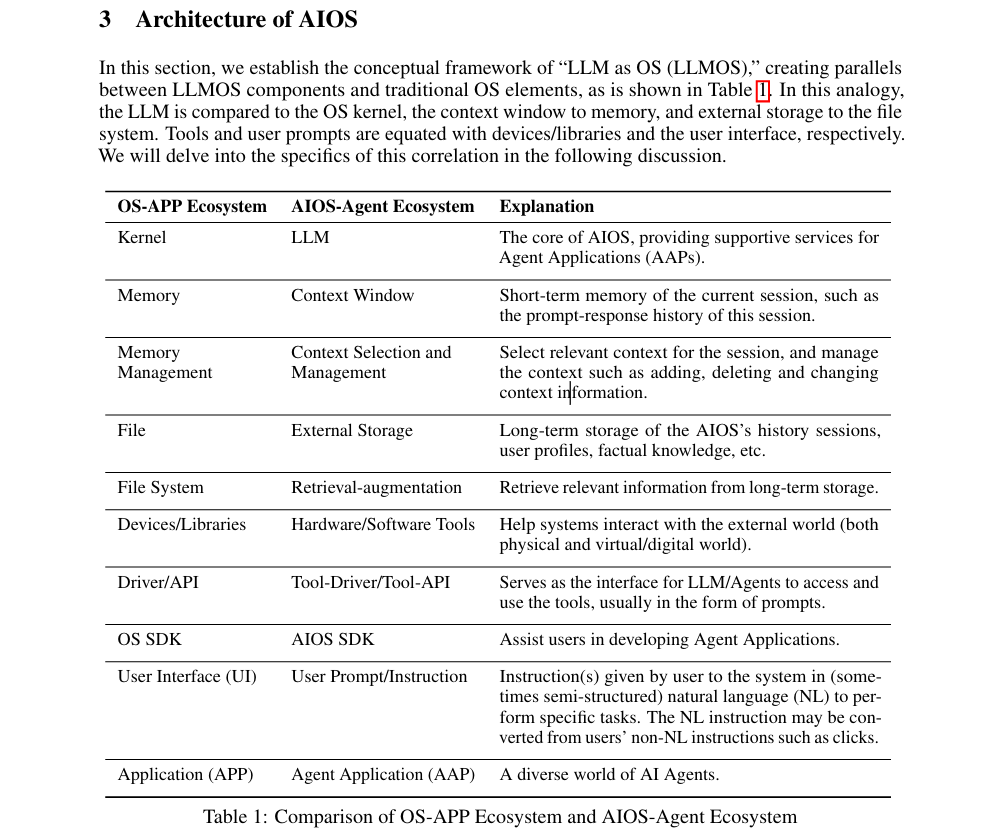 3 Architecture of AIOS
In this section, we establish the conceptual framework of “LLM as OS (LLMOS),” creating parallels
between LLMOS components and traditional OS elements, as is shown in Table 1. In this analogy,
the LLM is compared to the OS kernel, the context window to memory, and external storage to the file
system. Tools and user prompts are equated with devices/libraries and the user interface, respectively.
We will delve into the specifics of this correlation in the following discussion.
OS-APP Ecosystem AIOS-Agent Ecosystem Explanation
Kernel LLM The core of AIOS, providing supportive services for
Agent Applications (AAPs).
Memory Context Window Short-term memory of the current session, such as
the prompt-response history of this session.
Memory Context Selection and Select relevant context for the session, and manage
Management Management the context such as adding, deleting and changing
context information.
File External Storage Long-term storage of the AIOS's history sessions,
user profiles, factual knowledge, etc.
File System Retrieval-augmentation Retrieve relevant information from long-term storage.
Devices/Libraries Hardware/Software Tools Help systems interact with the external world (both
physical and virtual/digital world).
Driver/API Tool-Driver/Tool-API Serves as the interface for LLM/Agents to access and
use the tools, usually in the form of prompts.
OS SDK AIOS SDK Assist users in developing Agent Applications.
User Interface (UI) User Prompt/Instruction Instruction(s) given by user to the system in (some-
times semi-structured) natural language (NL) to per-
form specific tasks. The NL instruction may be con-
verted from users' non-NL instructions such as clicks.
Application (APP) Agent Application (AAP) A diverse world of AI Agents.
Table 1: Comparison of OS-APP Ecosystem and AIOS-Agent Ecosystem